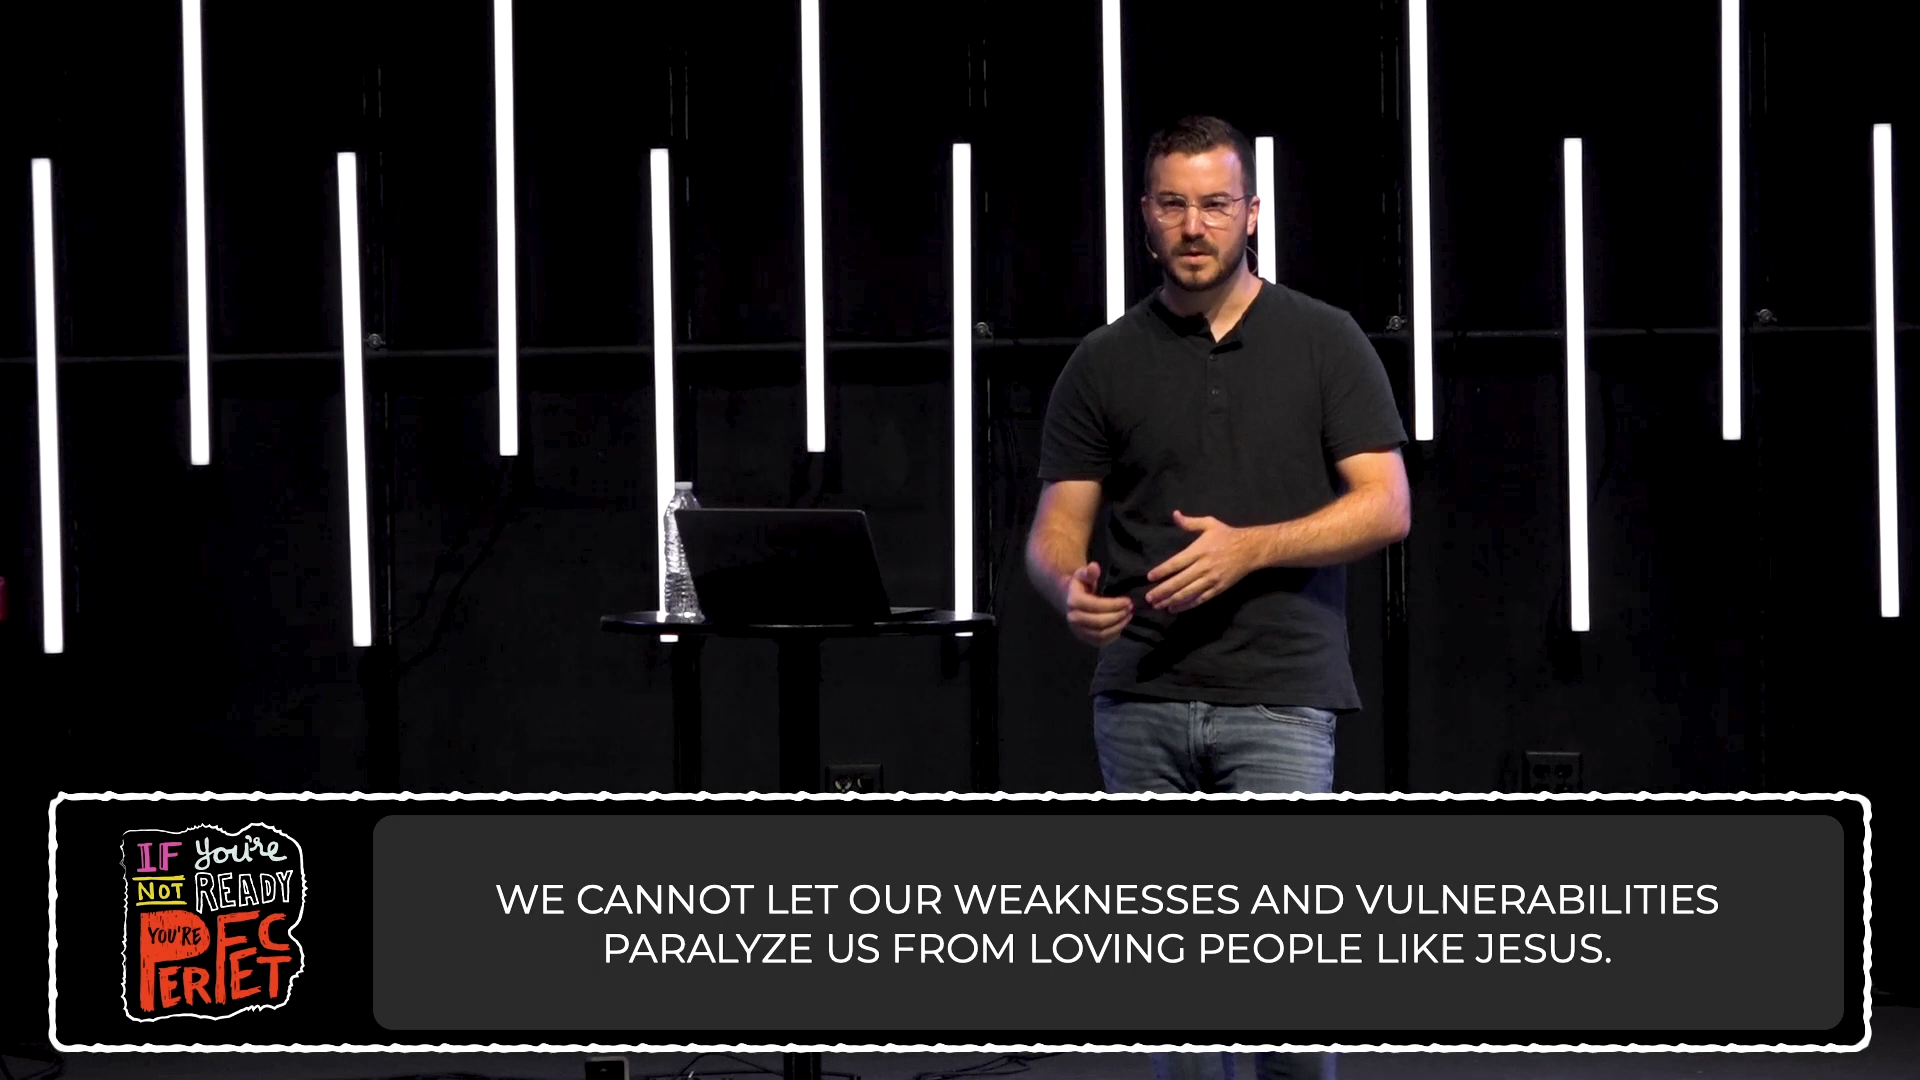 IF You're
NOT READY
YOU'RE
PERFECT
WE CANNOT LET OUR WEAKNESSES AND VULNERABILITIES
PARALYZE US FROM LOVING PEOPLE LIKE JESUS.